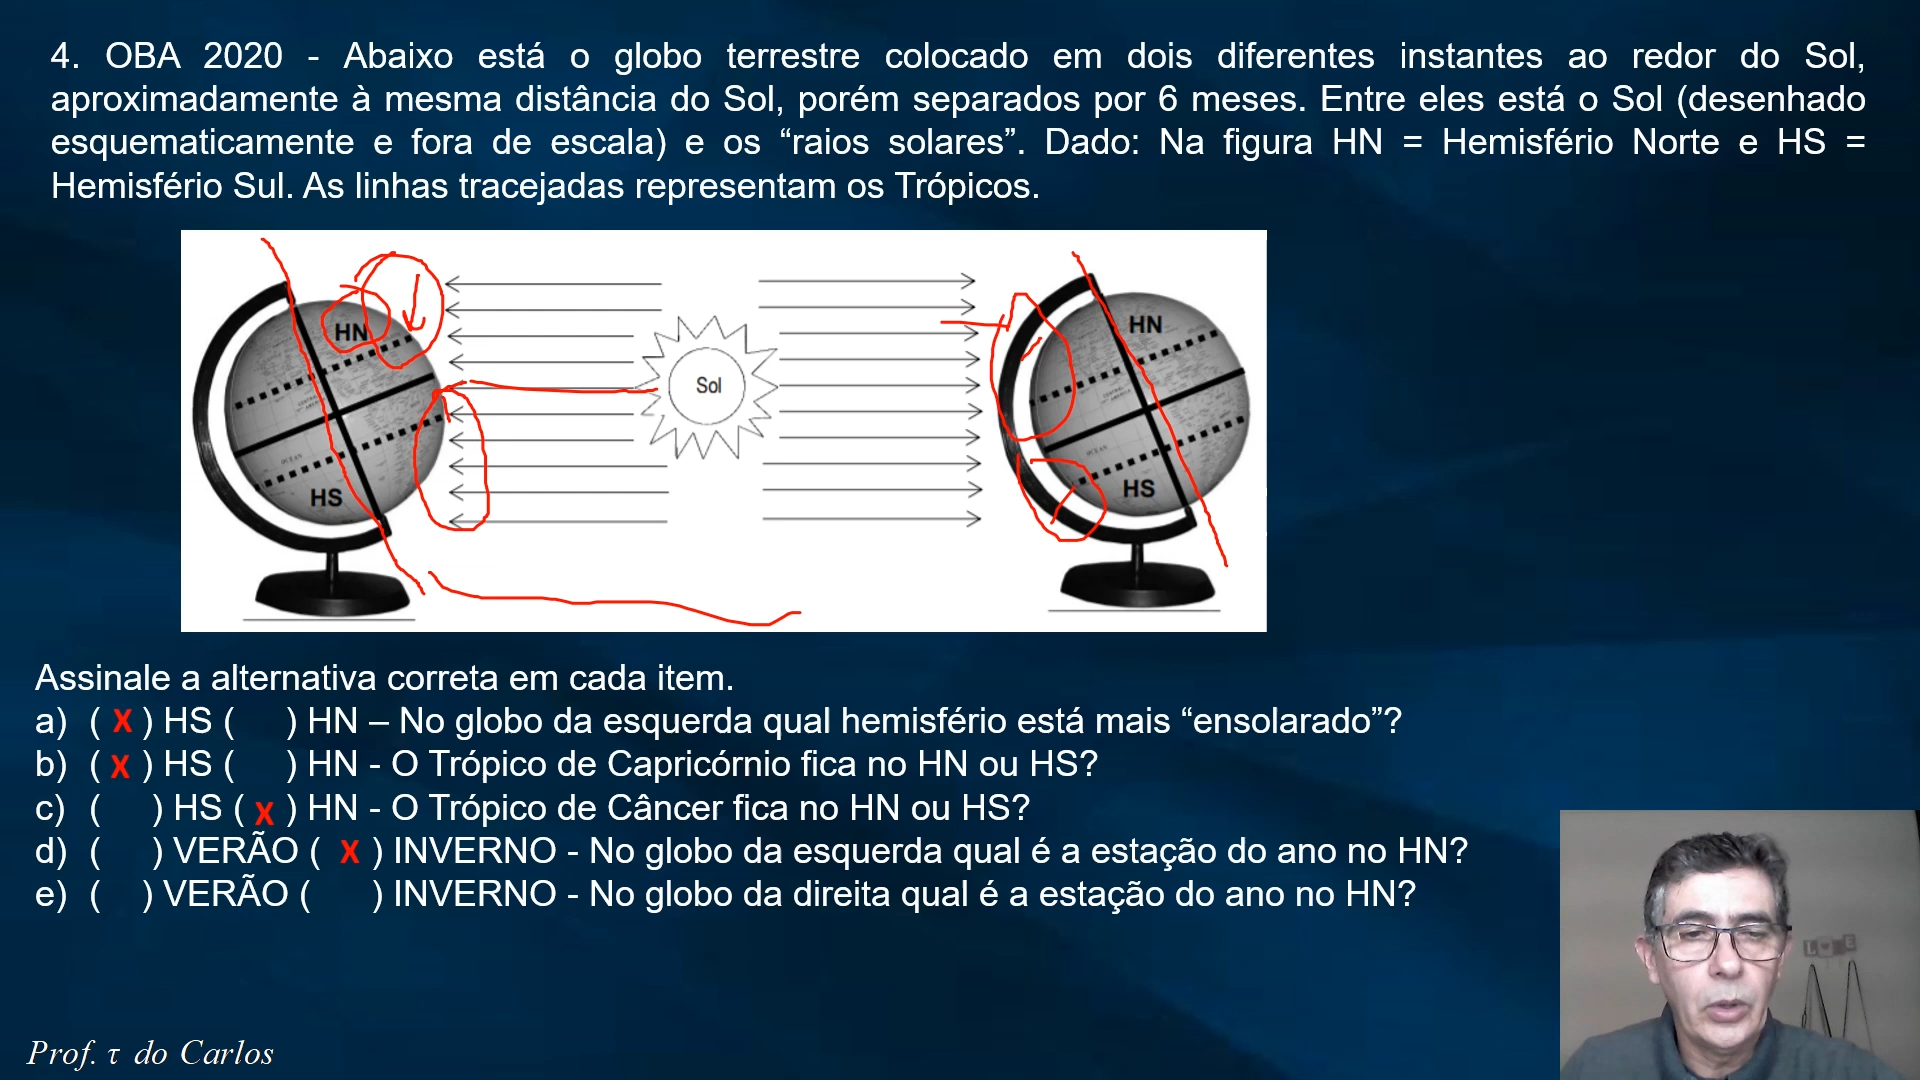 4. OBA 2020 - Abaixo está o globo terrestre colocado em dois diferentes instantes ao redor do Sol,
aproximadamente à mesma distância do Sol, porém separados por 6 meses. Entre eles está o Sol (desenhado
esquematicamente e fora de escala) e os “raios solares”. Dado: Na figura HN = Hemisfério Norte e HS =
Hemisfério Sul. As linhas tracejadas representam os Trópicos.
HN
HN
Sol
HS
HS
Assinale a alternativa correta em cada item.
a) ( X ) HS ( ) HN – No globo da esquerda qual hemisfério está mais “ensolarado”?
b) ( X ) HS ( ) HN - O Trópico de Capricórnio fica no HN ou HS?
c) ( ) HS ( X ) HN - O Trópico de Câncer fica no HN ou HS?
d) ( ) VERÃO ( X ) INVERNO - No globo da esquerda qual é a estação do ano no HN?
e) ( ) VERÃO ( ) INVERNO - No globo da direita qual é a estação do ano no HN?
Prof. τ do Carlos